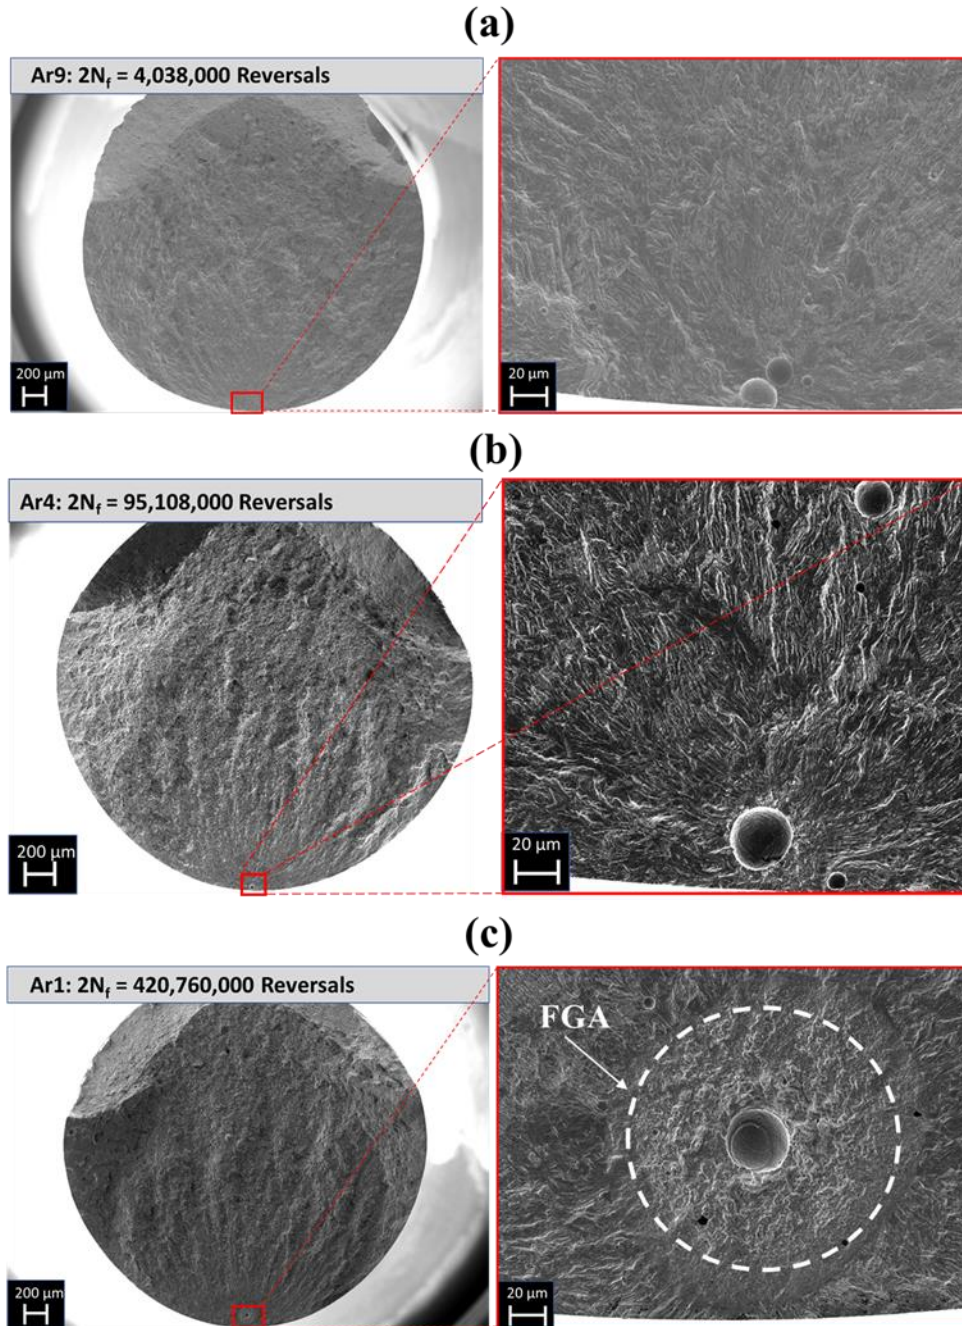 (a)
Ar9: 2Nf = 4,038,000 Reversals
200 µm
20 µm
(b)
Ar4: 2Nf = 95,108,000 Reversals
200 µm
20 µm
(c)
Ar1: 2Nf = 420,760,000 Reversals
FGA
200 µm
20 µm